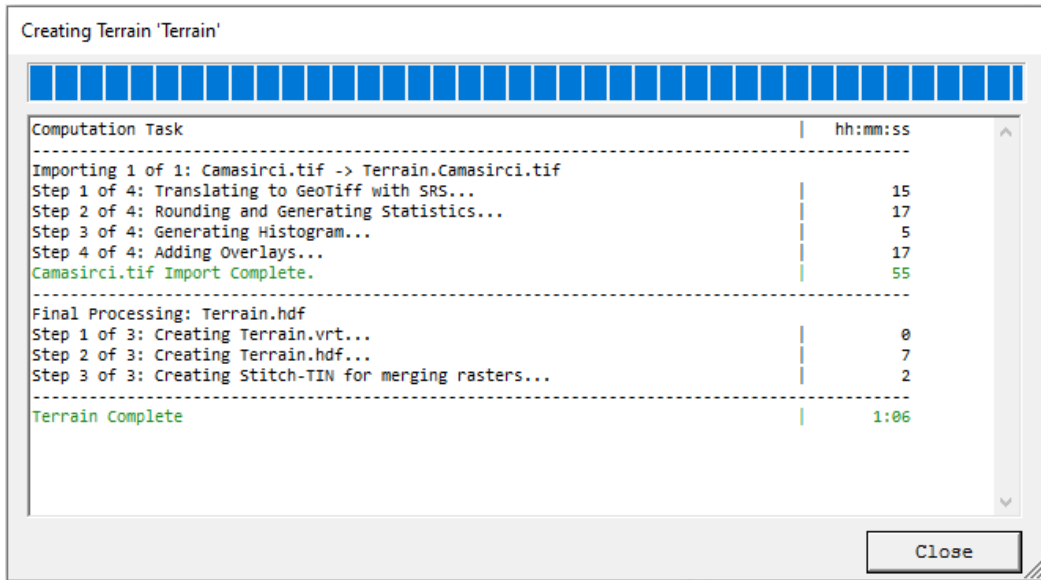 Creating Terrain 'Terrain'
Computation Task | hh:mm:ss
--------------------------------------------------------------------------------
Importing 1 of 1: Camasirci.tif -> Terrain.Camasirci.tif
Step 1 of 4: Translating to GeoTiff with SRS... | 15
Step 2 of 4: Rounding and Generating Statistics... | 17
Step 3 of 4: Generating Histogram... | 5
Step 4 of 4: Adding Overlays... | 17
Camasirci.tif Import Complete. | 55
--------------------------------------------------------------------------------
Final Processing: Terrain.hdf
Step 1 of 3: Creating Terrain.vrt... | 0
Step 2 of 3: Creating Terrain.hdf... | 7
Step 3 of 3: Creating Stitch-TIN for merging rasters... | 2
--------------------------------------------------------------------------------
Terrain Complete | 1:06
Close